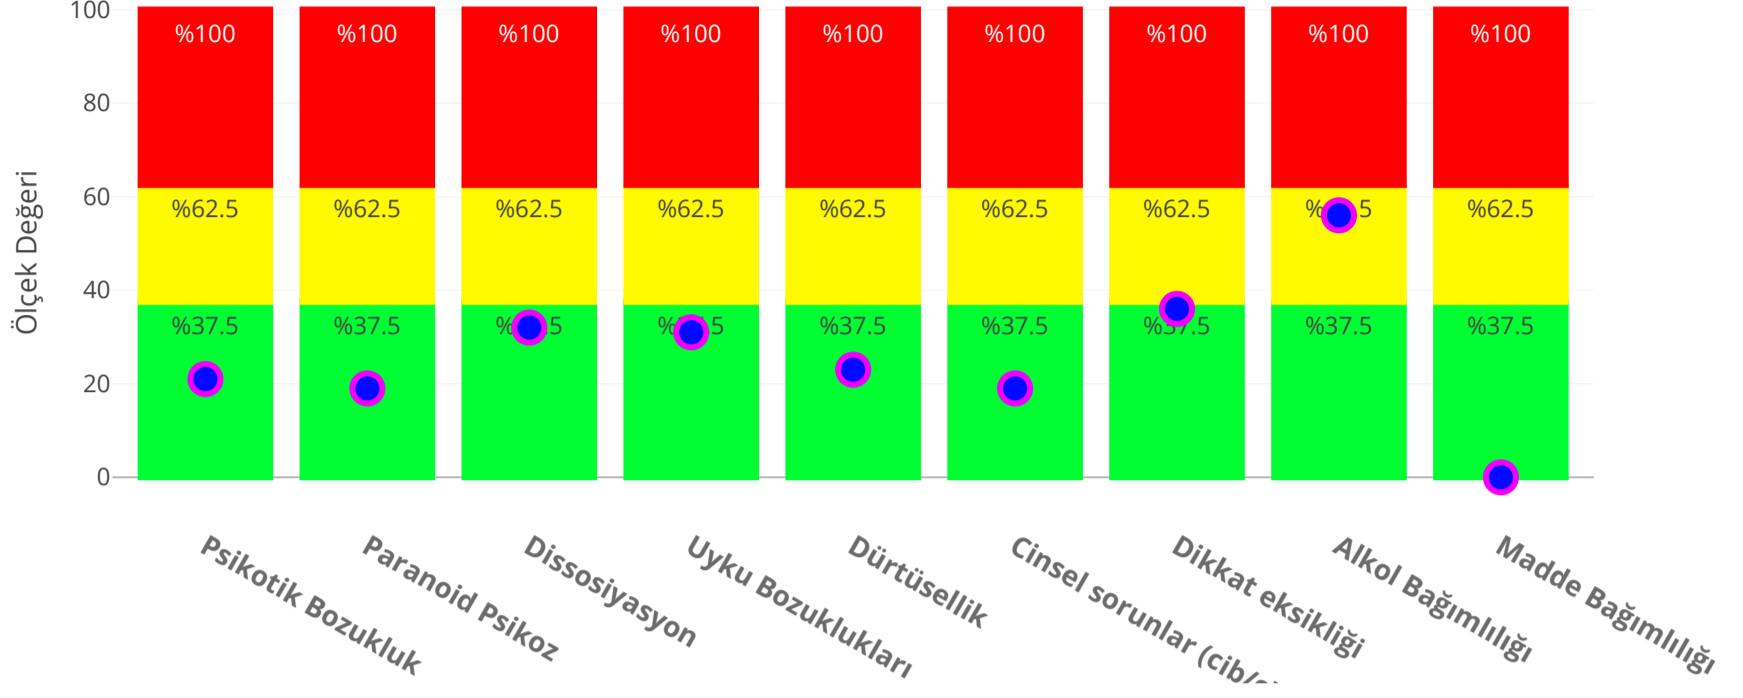 100
80
60
40
20
0
Ölçek Değeri
%100 %100 %100 %100 %100 %100 %100 %100 %100
%62.5 %62.5 %62.5 %62.5 %62.5 %62.5 %62.5 %62.5
%37.5 %37.5 %37.5 %37.5 %37.5 %37.5
Psikotik Bozukluk
Paranoid Psikoz
Dissosiyasyon
Uyku Bozuklukları
Dürtüsellik
Cinsel sorunlar
Dikkat eksikliği
Alkol Bağımlılığı
Madde Bağımlılığı